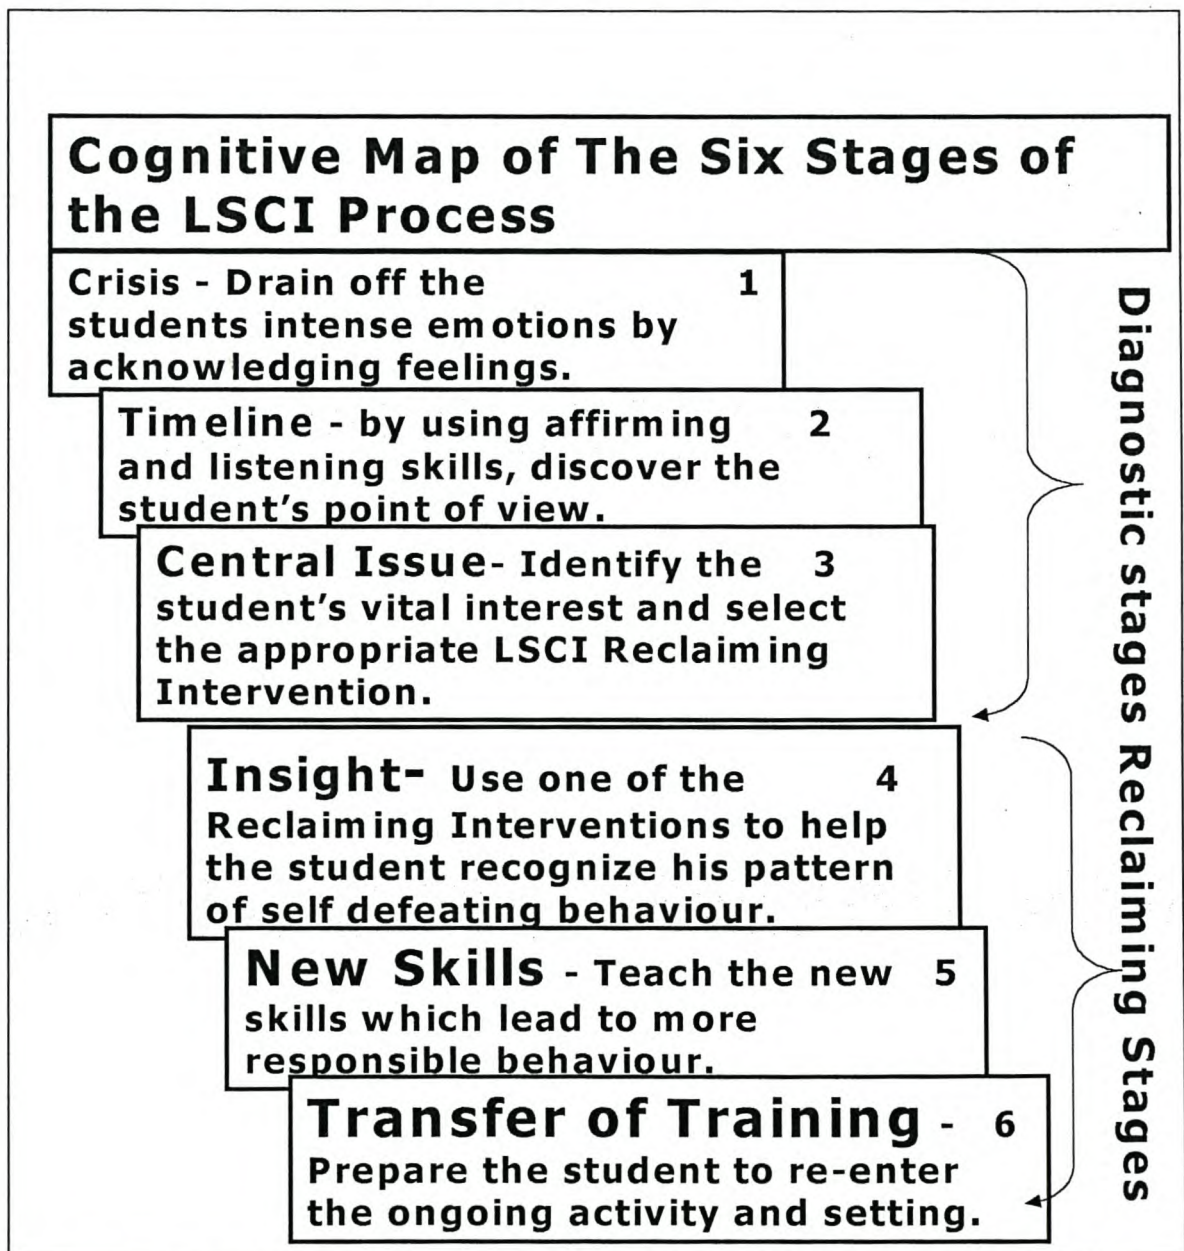 Cognitive Map of The Six Stages of
the LSCI Process
Crisis - Drain off the 1
students intense emotions by
acknowledging feelings.
Timeline - by using affirming 2
and listening skills, discover the
student's point of view.
Central Issue- Identify the 3
student's vital interest and select
the appropriate LSCI Reclaiming
Intervention.
Insight- Use one of the 4
Reclaiming Interventions to help
the student recognize his pattern
of self defeating behaviour.
New Skills - Teach the new 5
skills which lead to more
responsible behaviour.
Transfer of Training - 6
Prepare the student to re-enter
the ongoing activity and setting.
Diagnostic stages Reclaiming Stages